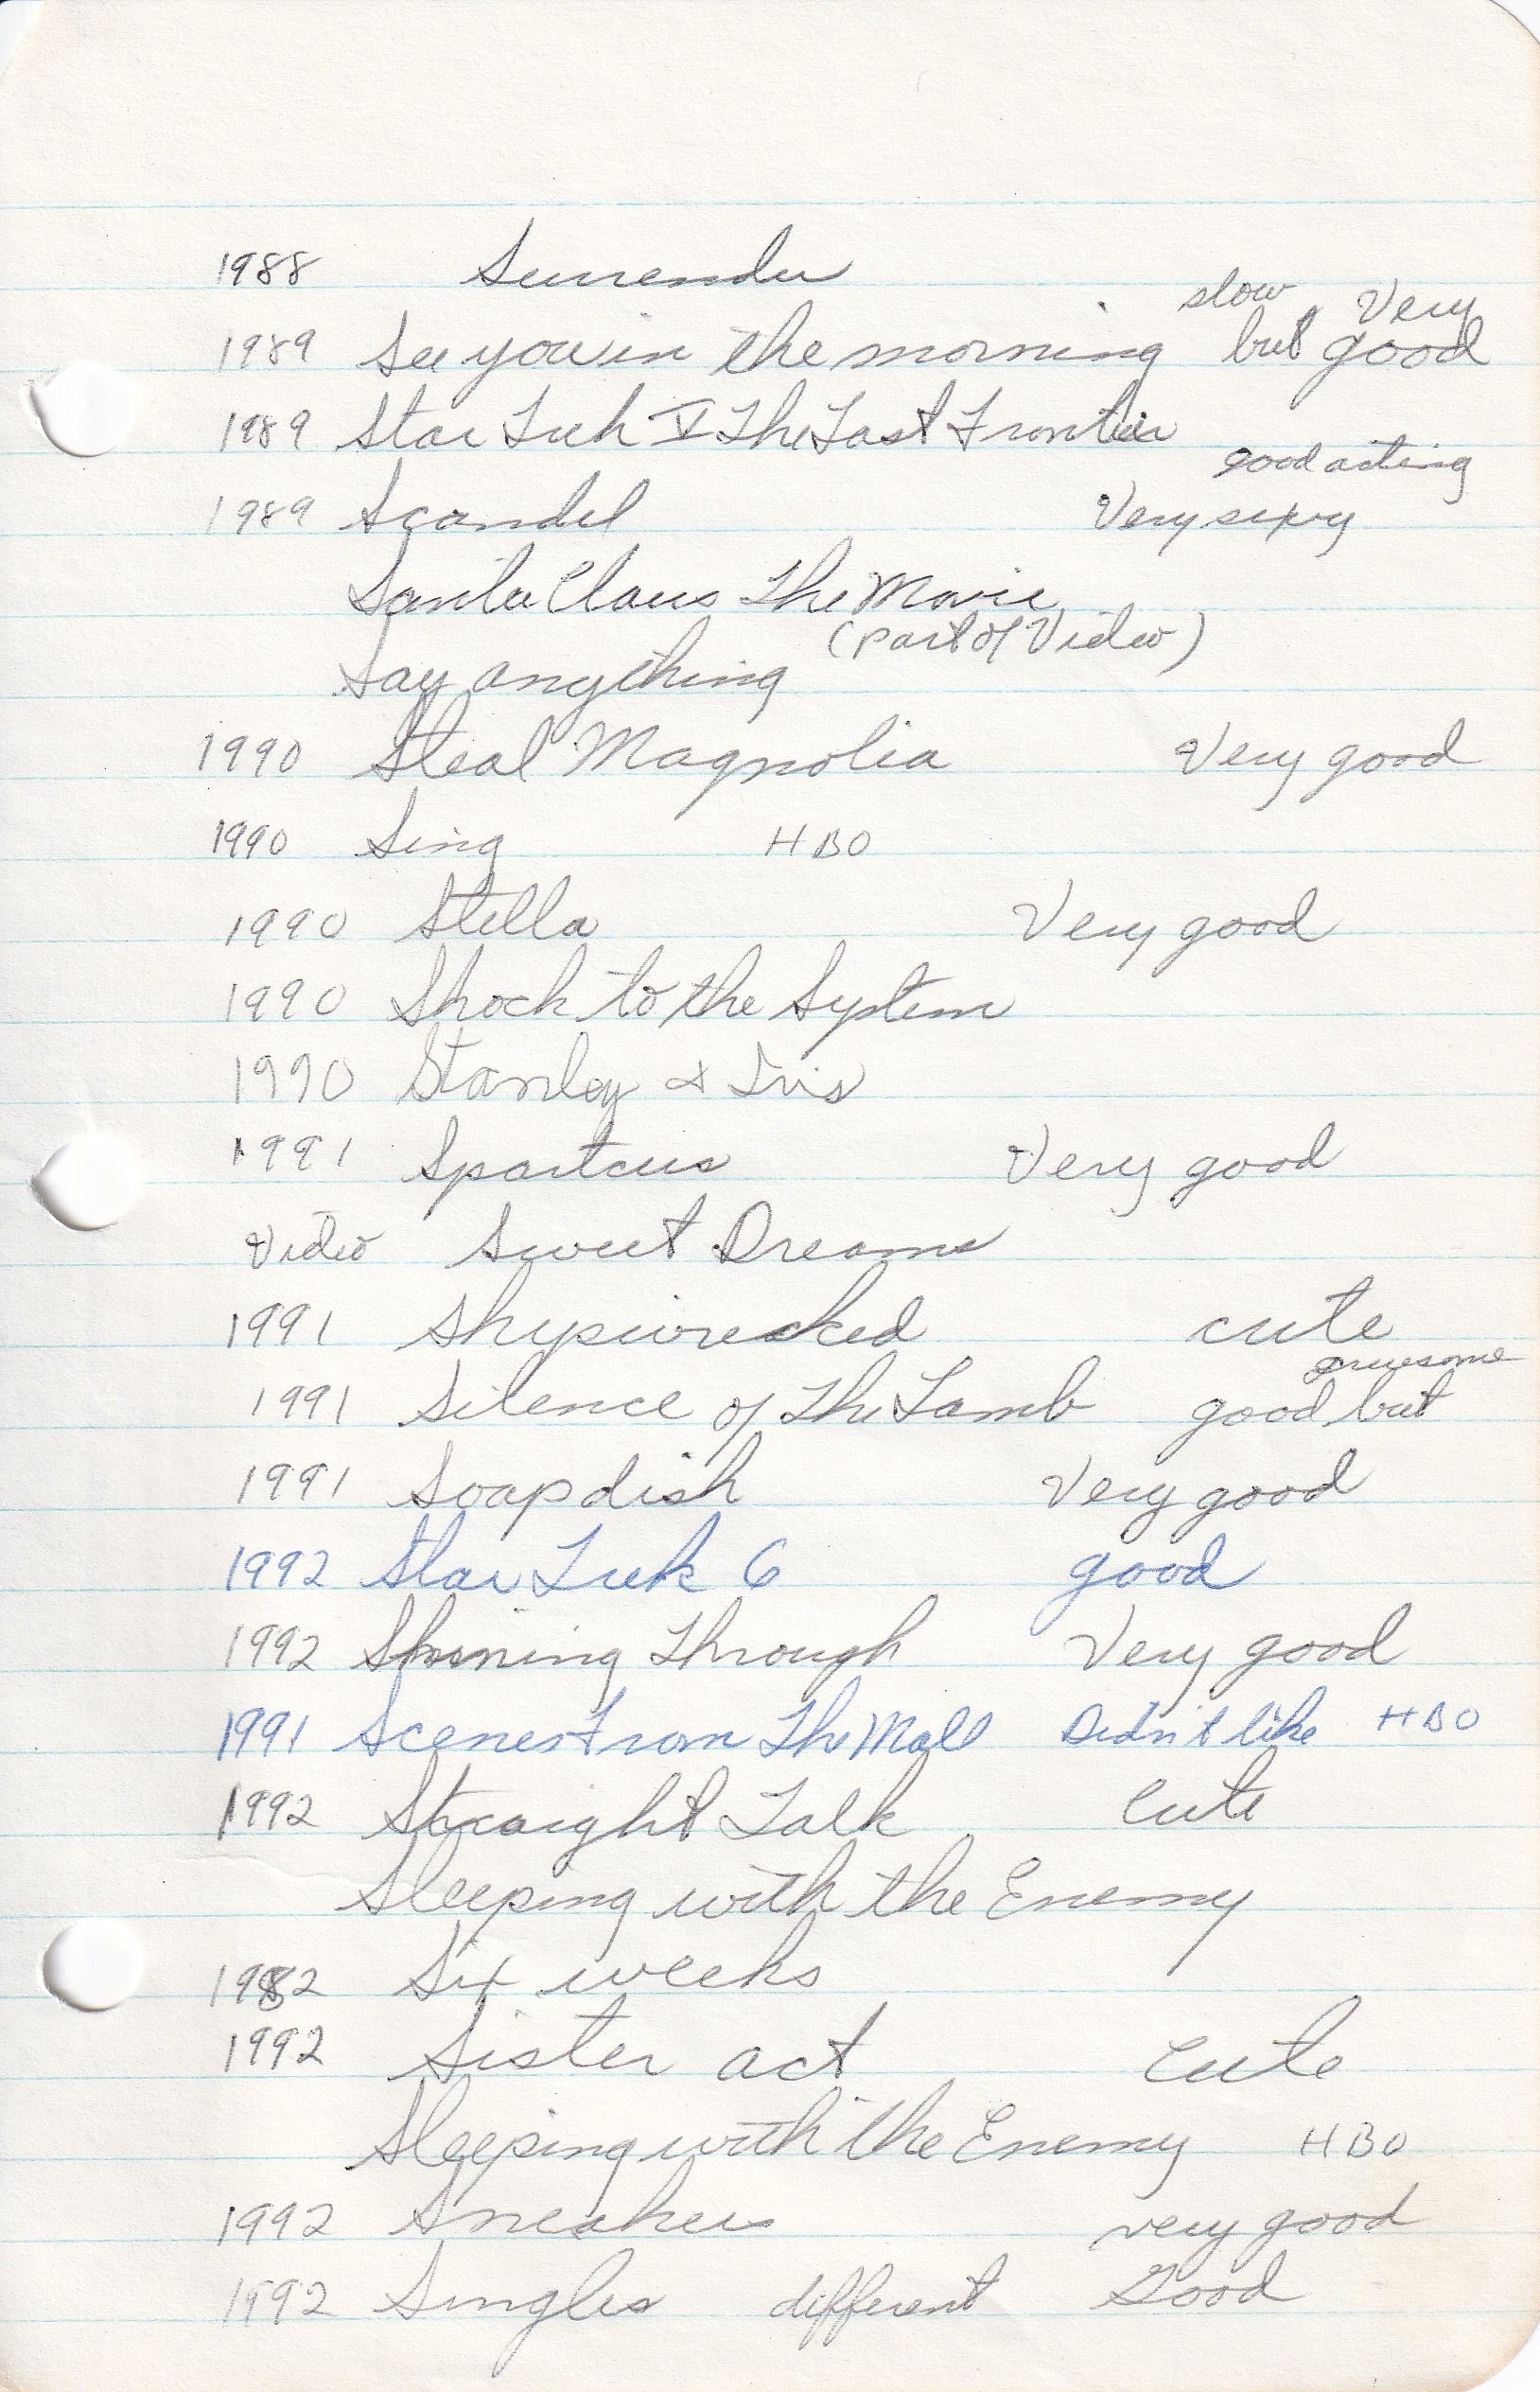 1988 Surrender
1989 See you in the morning slow but Very good
1989 Star Trek V The Last Frontier
1989 Scandel good acting Very sexy
Santa Claus The Movie
(Part of Video)
Say anything
1990 Steal Magnolia Very good
1990 Sing HBO
1990 Stella Very good
1990 Shock to the System
1990 Stanley & Iris
1991 Spartcus Very good
Video Sweet Dreams
1991 Shypwrecked cute
1991 Silence of The Lamb good but gruesome
1991 Soapdish Very good
1992 Star Trek 6 good
1992 Shining Through Very good
1991 Scenes From The Mall Didn't like HBO
1992 Straight Talk Cute
Sleeping with the Enemy
1982 Six weeks
1992 Sister act Cute
Sleeping with the Enemy HBO
1992 Sneakers very good
1992 Singles different Good